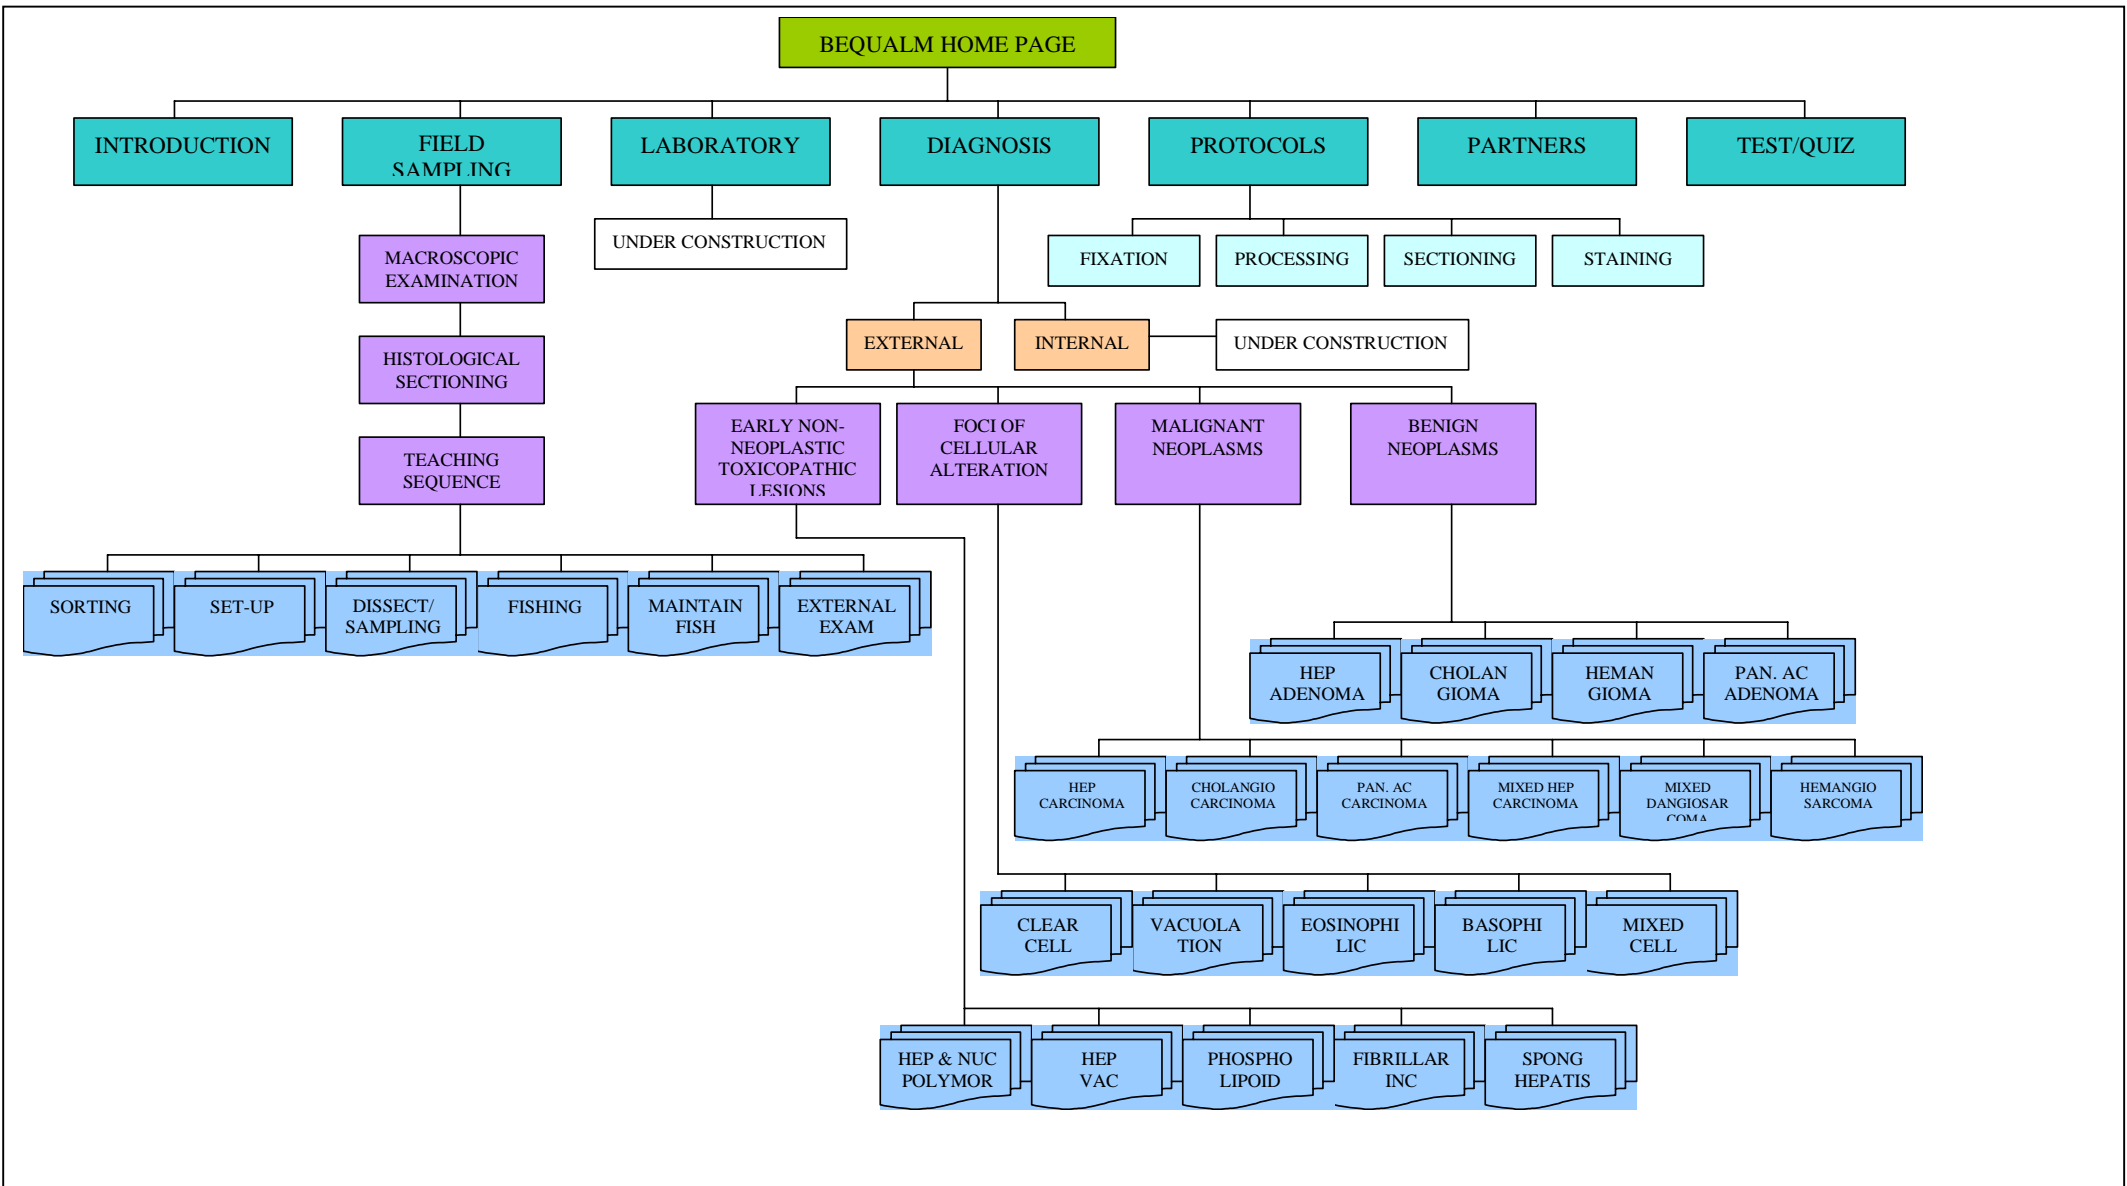 BEQUALM HOME PAGE
INTRODUCTION
FIELD
SAMPLING
LABORATORY
DIAGNOSIS
PROTOCOLS
PARTNERS
TEST/QUIZ
UNDER CONSTRUCTION
MACROSCOPIC
EXAMINATION
FIXATION
PROCESSING
SECTIONING
STAINING
HISTOLOGICAL
SECTIONING
EXTERNAL
INTERNAL
UNDER CONSTRUCTION
TEACHING
SEQUENCE
EARLY NON-
NEOPLASTIC
TOXICOPATHIC
LESIONS
FOCI OF
CELLULAR
ALTERATION
MALIGNANT
NEOPLASMS
BENIGN
NEOPLASMS
SORTING
SET-UP
DISSECT/
SAMPLING
FISHING
MAINTAIN
FISH
EXTERNAL
EXAM
HEP
ADENOMA
CHOLAN
GIOMA
HEMAN
GIOMA
PAN. AC
ADENOMA
HEP
CARCINOMA
CHOLANGIO
CARCINOMA
PAN. AC
CARCINOMA
MIXED HEP
CARCINOMA
MIXED
DANGIOSAR
COMA
HEMANGIO
SARCOMA
CLEAR
CELL
VACUOLA
TION
EOSINOPHI
LIC
BASOPHI
LIC
MIXED
CELL
HEP & NUC
POLYMOR
HEP
VAC
PHOSPHO
LIPOID
FIBRILLAR
INC
SPONG
HEPATIS